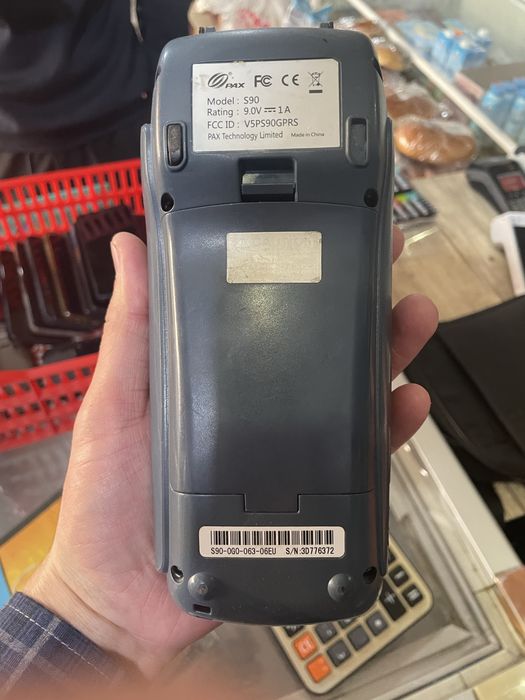 PAX FC CE
Model : S90
Rating : 9.0V⎓1A
FCC ID : V5PS90GPRS
PAX Technology Limited Made in China
S90-0G0-063-06EU S/N:3D776372
CE